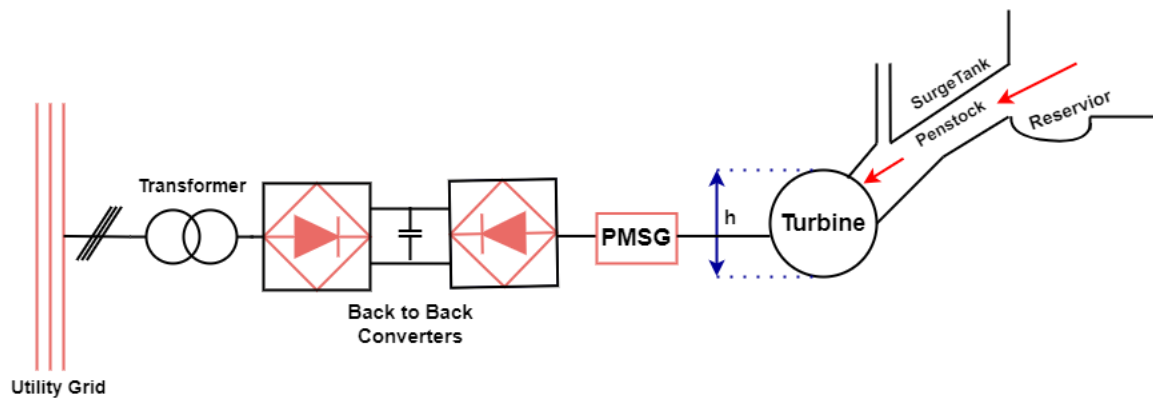 SurgeTank
Penstock
Reservior
Transformer
h
Turbine
PMSG
Back to Back
Converters
Utility Grid